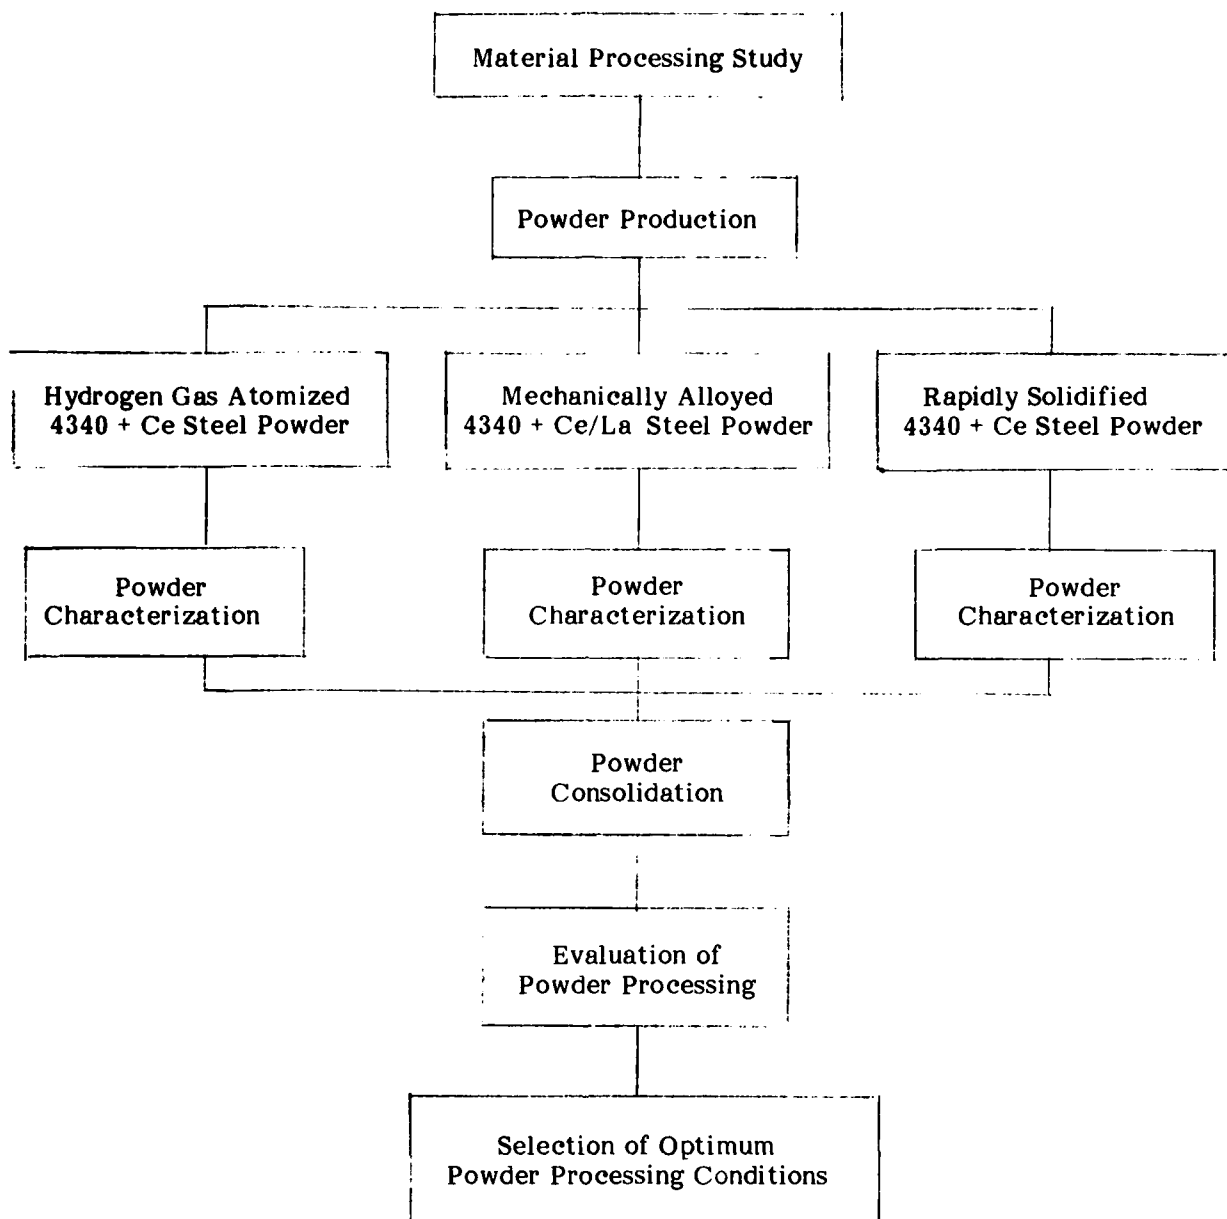 Material Processing Study
Powder Production
Hydrogen Gas Atomized
4340 + Ce Steel Powder
Mechanically Alloyed
4340 + Ce/La Steel Powder
Rapidly Solidified
4340 + Ce Steel Powder
Powder
Characterization
Powder
Characterization
Powder
Characterization
Powder
Consolidation
Evaluation of
Powder Processing
Selection of Optimum
Powder Processing Conditions